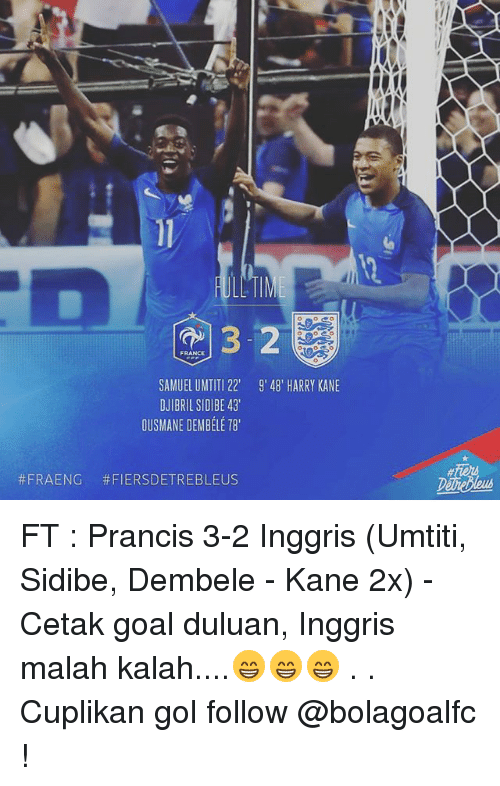 11
12
FULL TIME
FRANCE
FFF
3-2
SAMUEL UMTITI 22' 9' 48' HARRY KANE
DJIBRIL SIDIBE 43'
OUSMANE DEMBÉLÉ 78'
#FRAENG #FIERSDETREBLEUS
#Fiers
DetreBleus
FT : Prancis 3-2 Inggris (Umtiti,
Sidibe, Dembele - Kane 2x) -
Cetak goal duluan, Inggris
malah kalah....😁😁😁 . .
Cuplikan gol follow @bolagoalfc
!